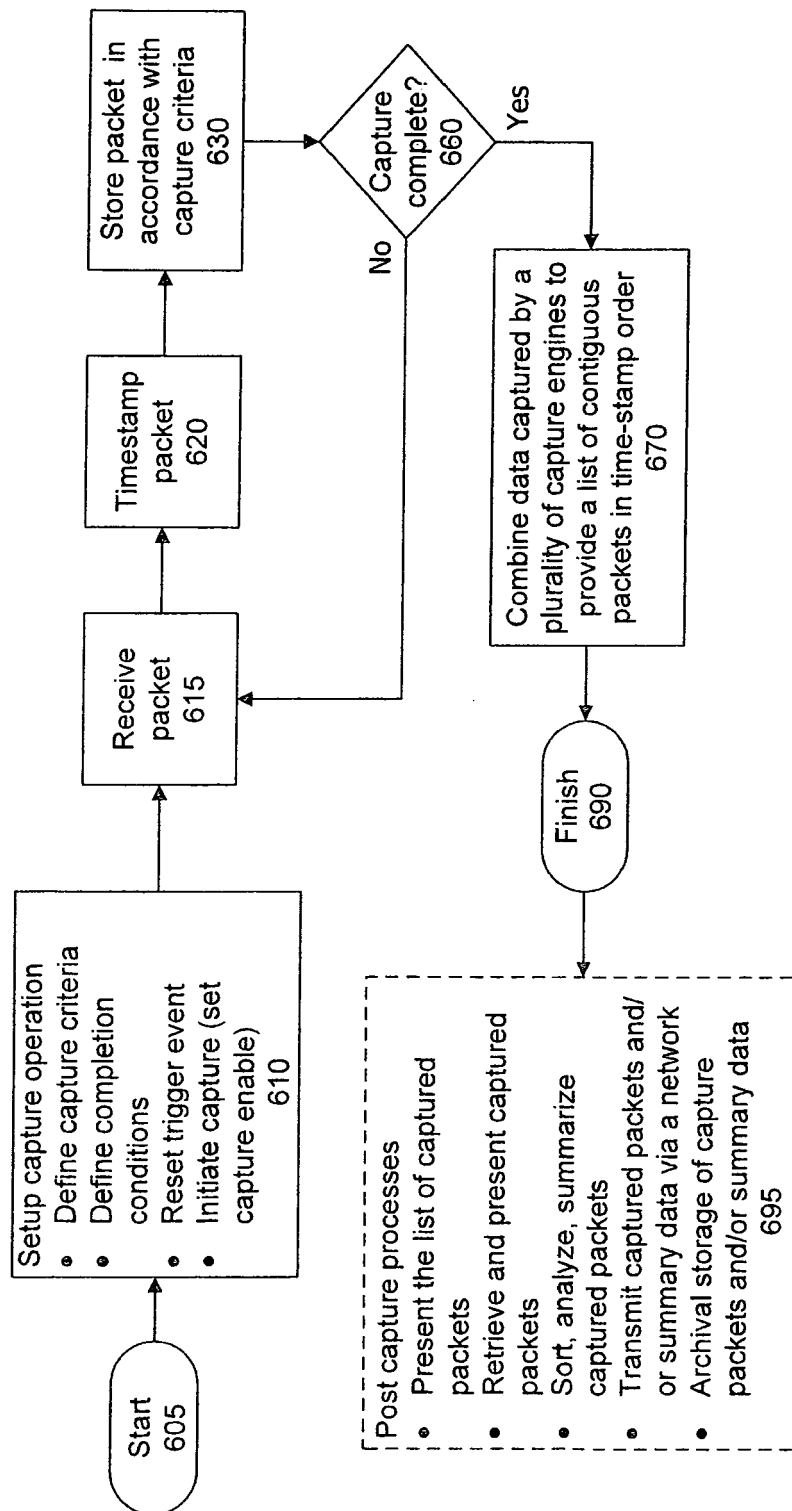 Start
605
Setup capture operation
• Define capture criteria
• Define completion
conditions
• Reset trigger event
• Initiate capture (set
capture enable)
610
Receive
packet
615
Timestamp
packet
620
Store packet in
accordance with
capture criteria
630
Capture
complete?
660
No
Yes
Combine data captured by a
plurality of capture engines to
provide a list of contiguous
packets in time-stamp order
670
Finish
690
Post capture processes
• Present the list of captured
packets
• Retrieve and present captured
packets
• Sort, analyze, summarize
captured packets
• Transmit captured packets and/
or summary data via a network
• Archival storage of capture
packets and/or summary data
695